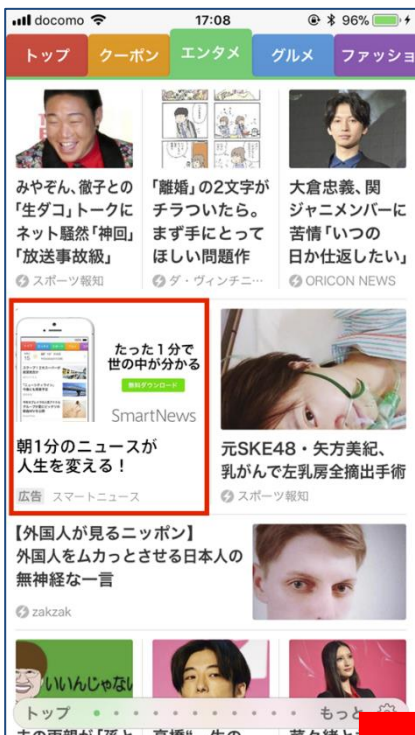 docomo 17:08 96%
トップ クーポン エンタメ グルメ ファッショ
みやぞん、徹子との
「生ダコ」トークに
ネット騒然「神回」
「放送事故級」
スポーツ報知
「離婚」の2文字が
チラついたら。
まず手にとって
ほしい問題作
ダ・ヴィンチニ…
大倉忠義、関
ジャニメンバーに
苦情「いつの
日か仕返したい」
ORICON NEWS
たった1分で
世の中が分かる
無料ダウンロード
SmartNews
朝1分のニュースが
人生を変える!
広告 スマートニュース
元SKE48・矢方美紀、
乳がんで左乳房全摘出手術
スポーツ報知
【外国人が見るニッポン】
外国人をムカっとさせる日本人の
無神経な一言
zakzak
いいんじゃない
トップ もっと